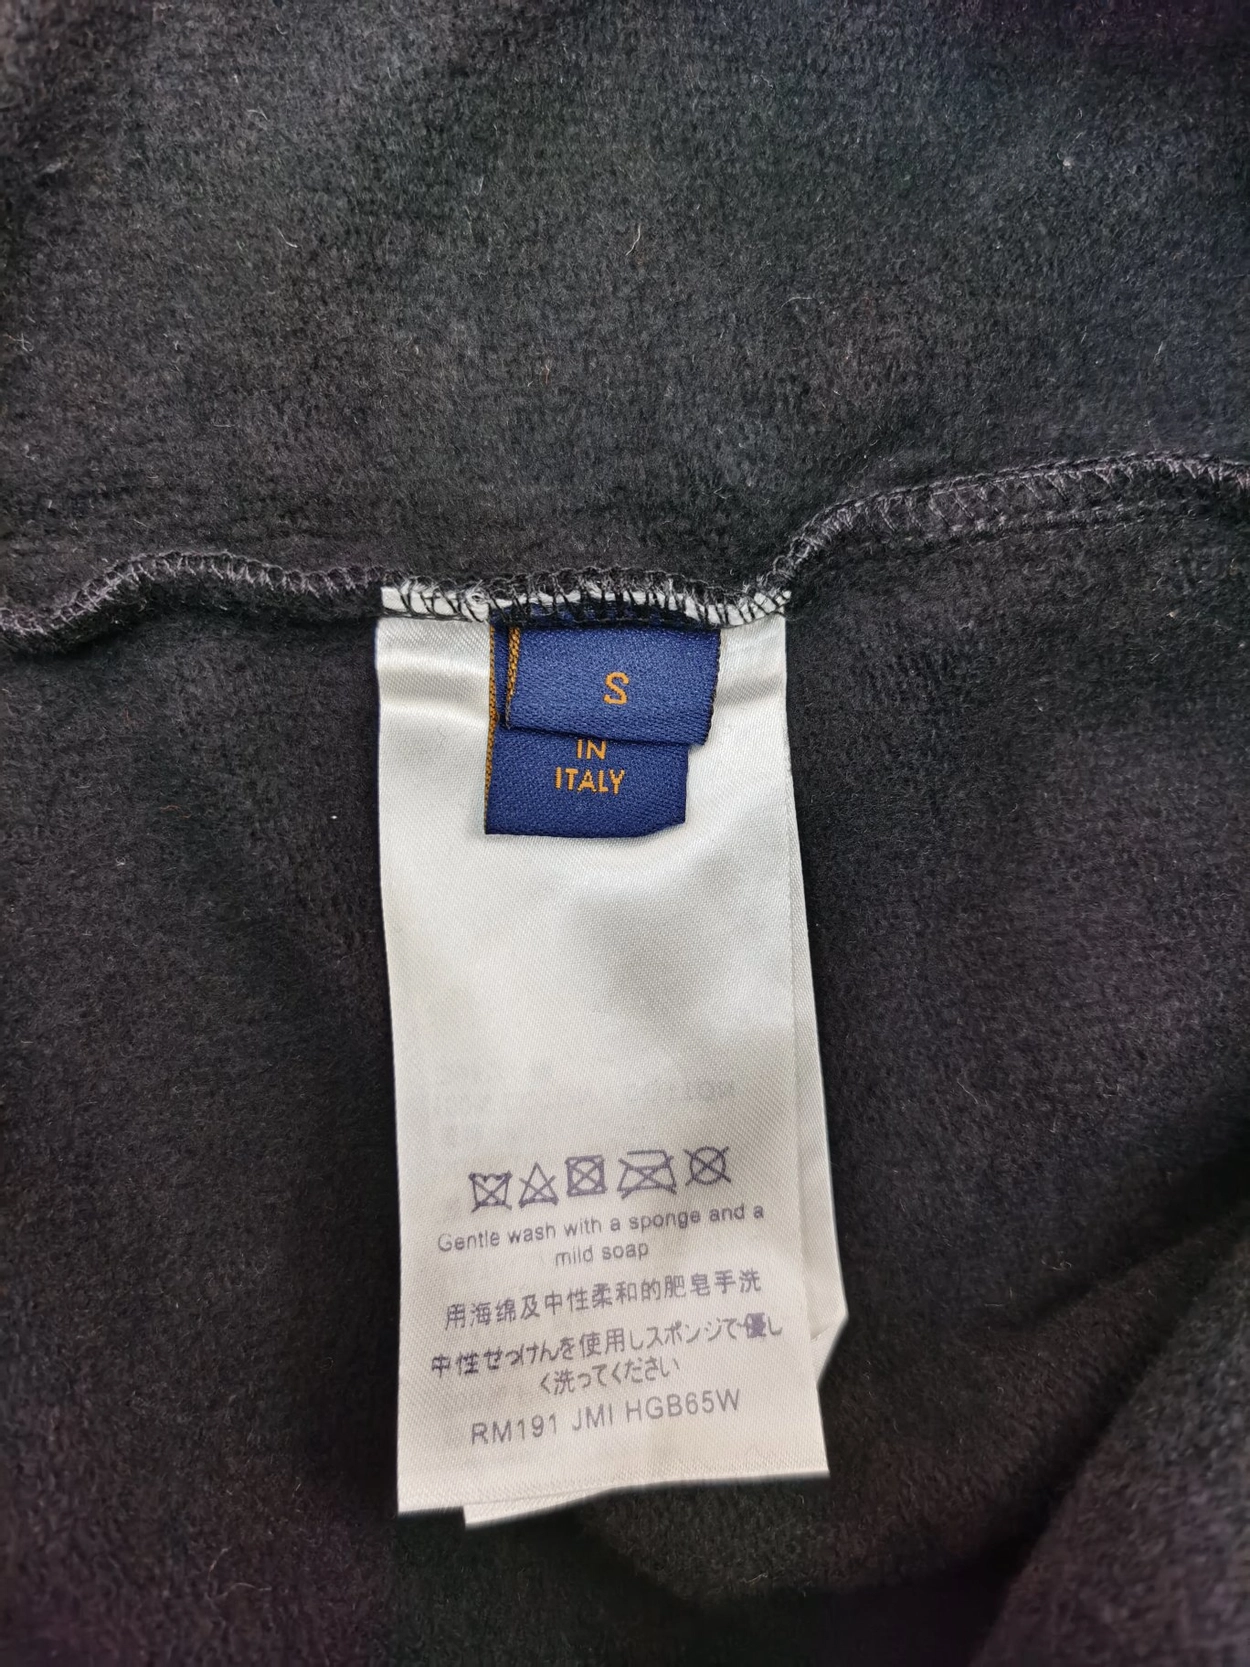 S
IN
ITALY
Gentle wash with a sponge and a
mild soap
用海绵及中性柔和的肥皂手洗
中性せっけんを使用しスポンジで優し
く洗ってください
RM191 JMI HGB65W